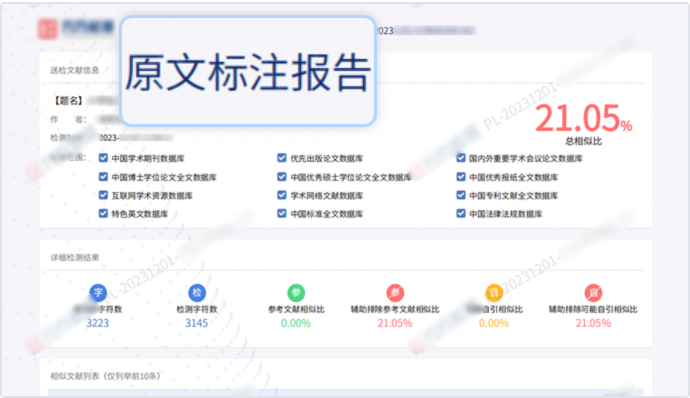 原文标注报告
2023
送检文献信息
【题名】
作 者：
检测 2023-
21.05%
总相似比
中国学术期刊数据库 优先出版论文数据库 国内外重要学术会议论文数据库
中国博士学位论文全文数据库 中国优秀硕士学位论文全文数据库 中国优秀报纸全文数据库
互联网学术资源数据库 学术网络文献数据库 中国专利文献全文数据库
特色英文数据库 中国标准全文数据库 中国法律法规数据库
PL-20231201-
详细检测结果
字 检 参 参 自 自
字符数 检测字符数 参考文献相似比 辅助排除参考文献相似比 自引相似比 辅助排除可能自引相似比
3223 3145 0.00% 21.05% 0.00% 21.05%
PL-20231201-
PL-20231201-
相似文献列表（仅列举前10条）